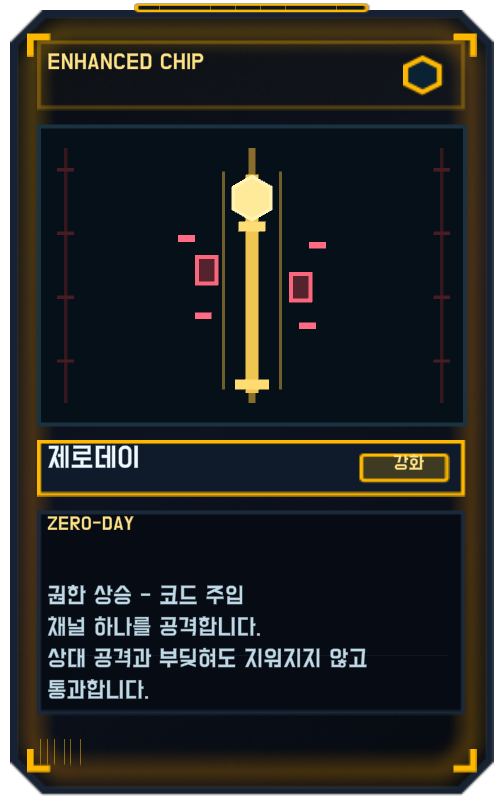 ENHANCED CHIP
제로데이
강화
ZERO-DAY
권한 상승 - 코드 주입
채널 하나를 공격합니다.
상대 공격과 부딪혀도 지워지지 않고
통과합니다.